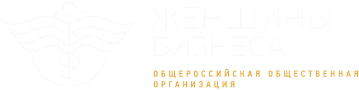 ЖЕНЩИНЫ
БИЗНЕСА
ОБЩЕРОССИЙСКАЯ ОБЩЕСТВЕННАЯ
ОРГАНИЗАЦИЯ